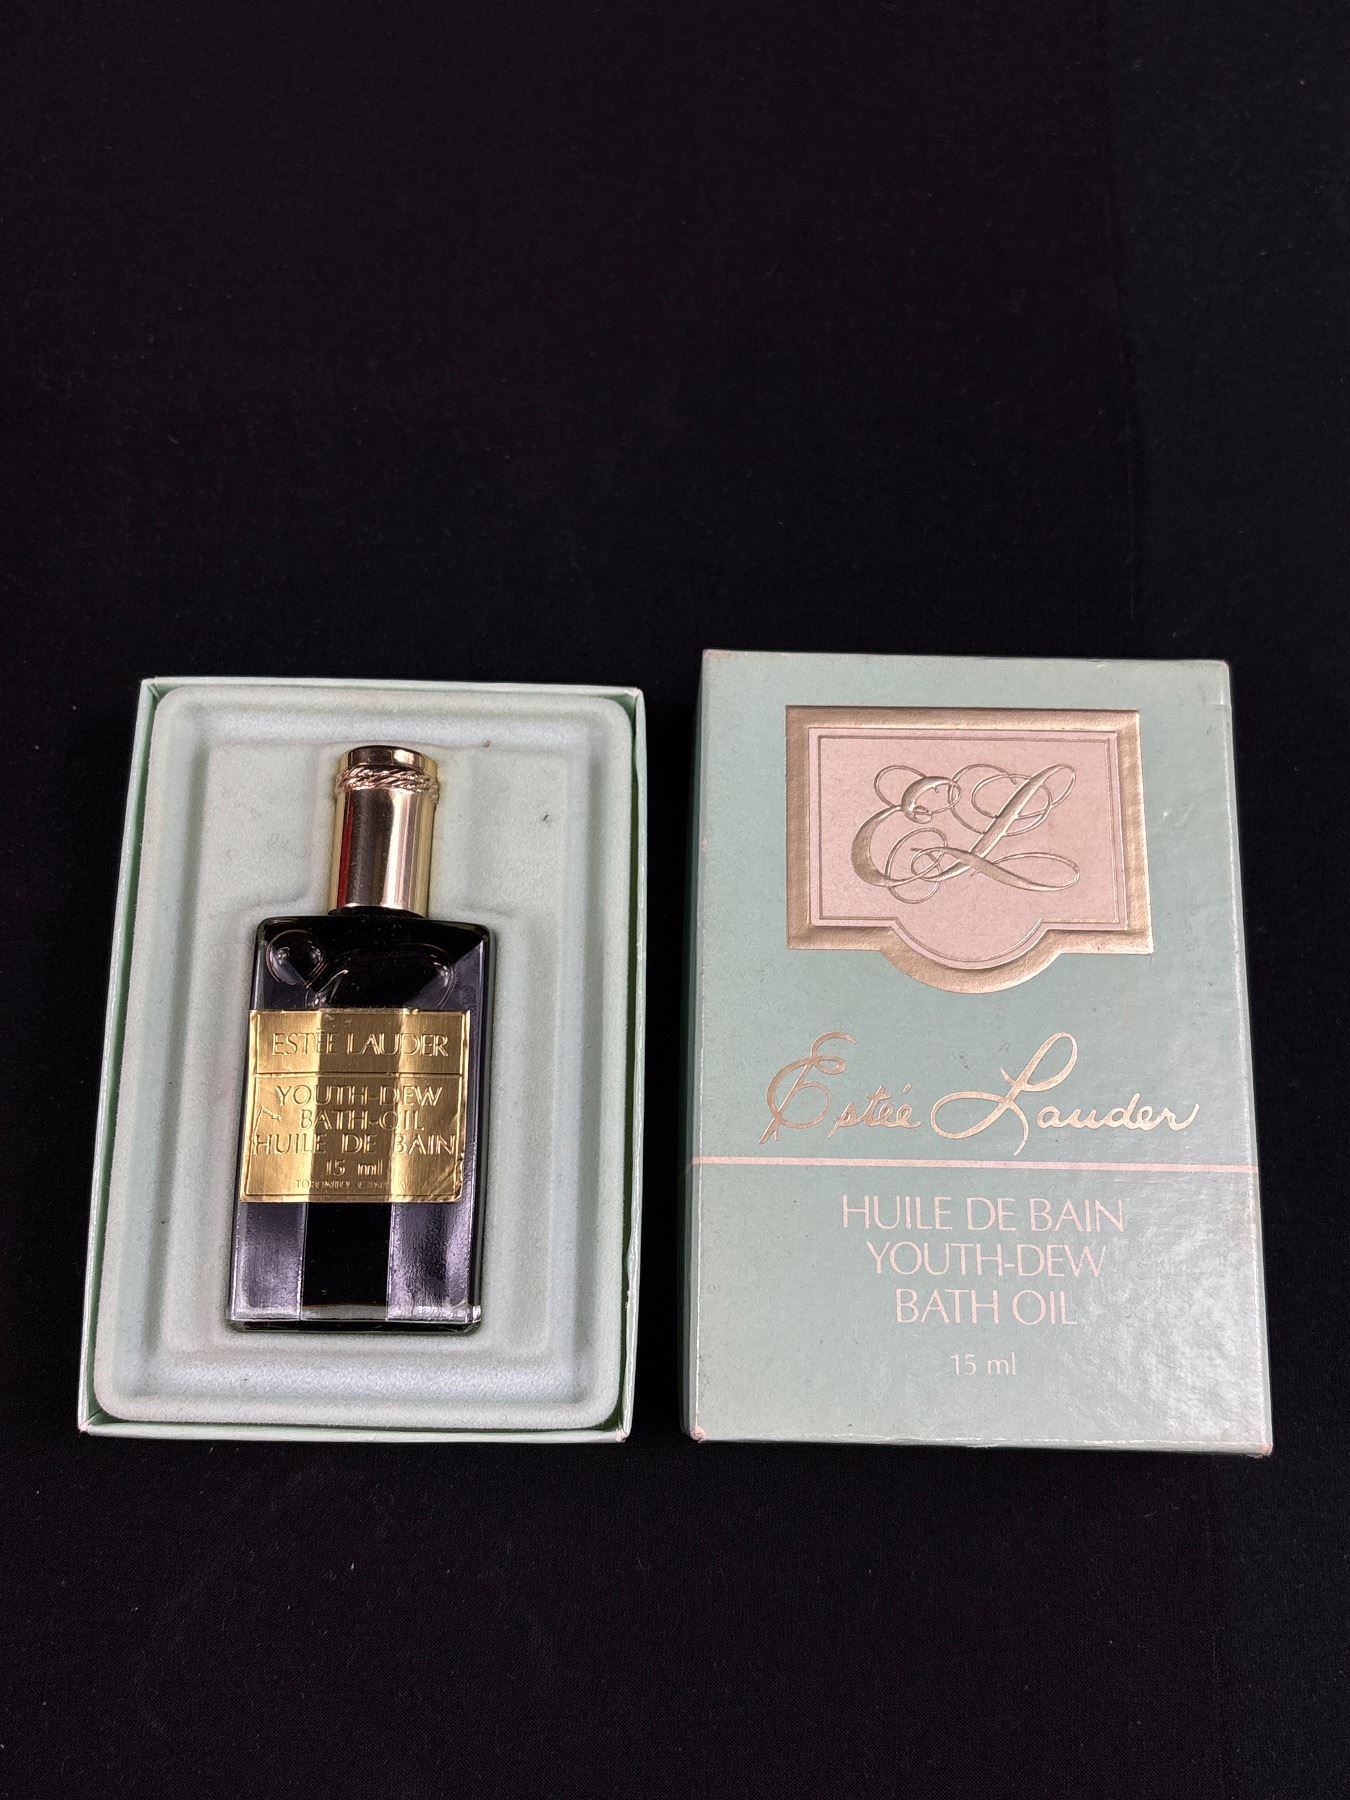 ESTEE LAUDER
YOUTH-DEW
BATH-OIL
HUILE DE BAIN
15 ml
EL
Estée Lauder
HUILE DE BAIN
YOUTH-DEW
BATH OIL
15 ml